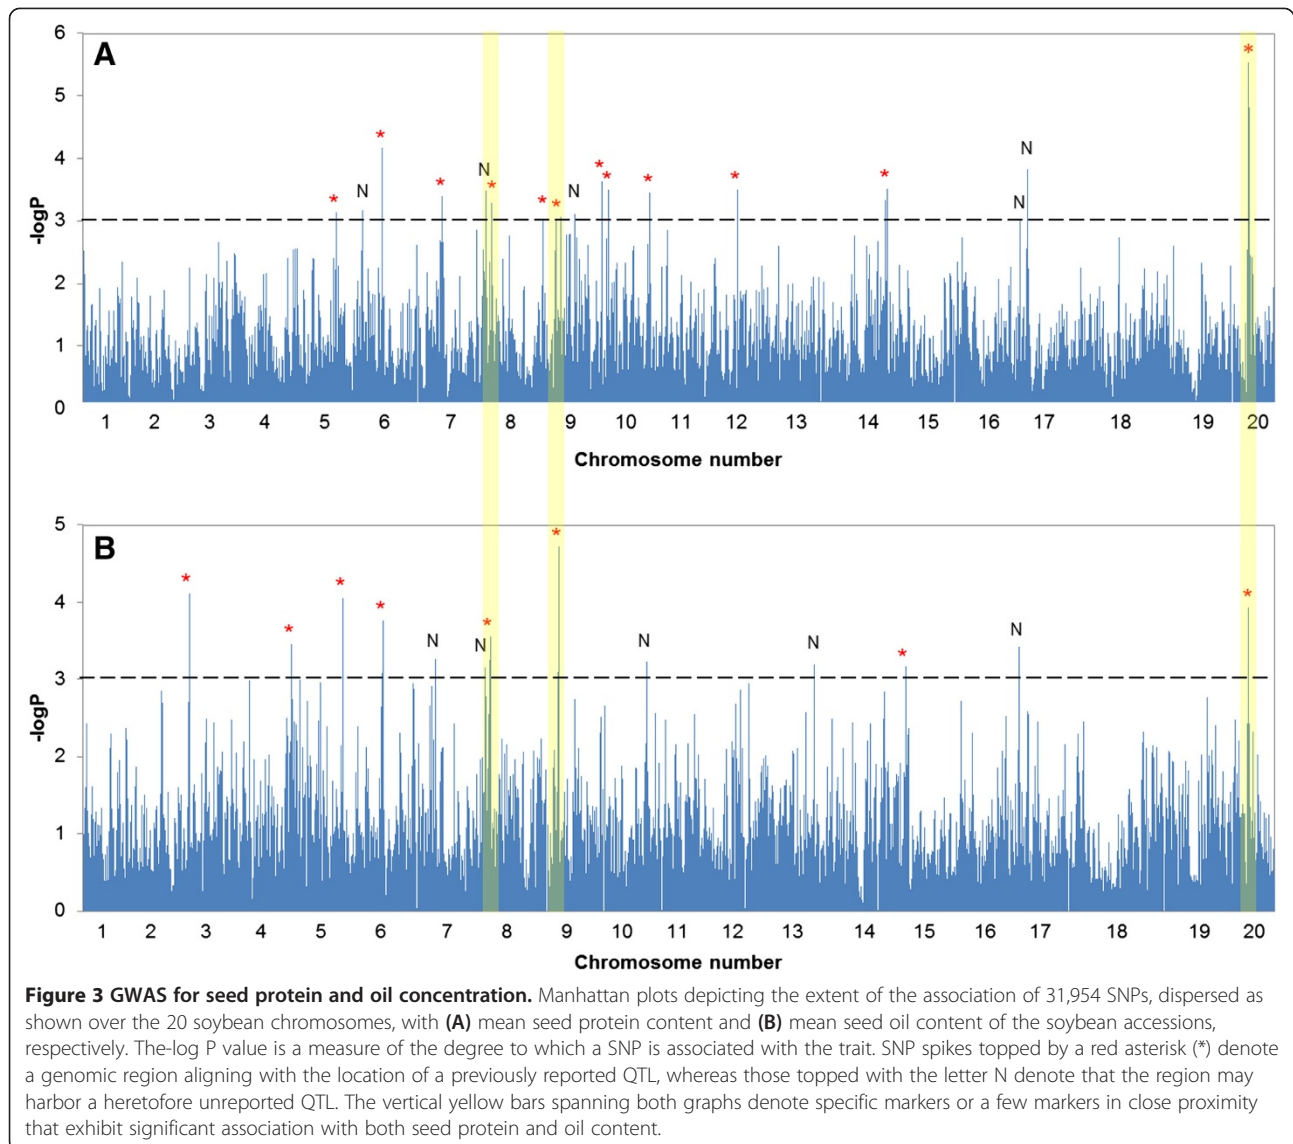 A
6
5
4
3
2
1
0
-logP
* N * * N * * * N * * * * * N N *
1 2 3 4 5 6 7 8 9 10 11 12 13 14 15 16 17 18 19 20
Chromosome number
B
5
4
3
2
1
0
-logP
* * * * N N * * N N * N *
1 2 3 4 5 6 7 8 9 10 11 12 13 14 15 16 17 18 19 20
Chromosome number
Figure 3 GWAS for seed protein and oil concentration. Manhattan plots depicting the extent of the association of 31,954 SNPs, dispersed as
shown over the 20 soybean chromosomes, with (A) mean seed protein content and (B) mean seed oil content of the soybean accessions,
respectively. The-log P value is a measure of the degree to which a SNP is associated with the trait. SNP spikes topped by a red asterisk (*) denote
a genomic region aligning with the location of a previously reported QTL, whereas those topped with the letter N denote that the region may
harbor a heretofore unreported QTL. The vertical yellow bars spanning both graphs denote specific markers or a few markers in close proximity
that exhibit significant association with both seed protein and oil content.